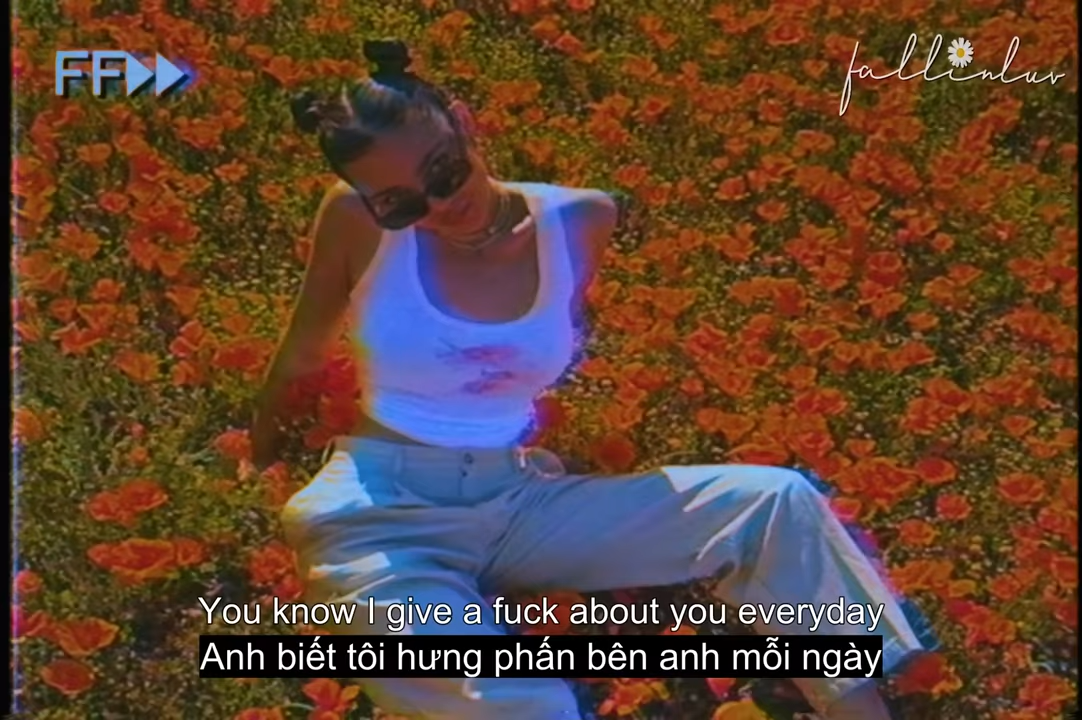 FF
fallinluv
You know I give a fuck about you everyday
Anh biết tôi hưng phấn bên anh mỗi ngày